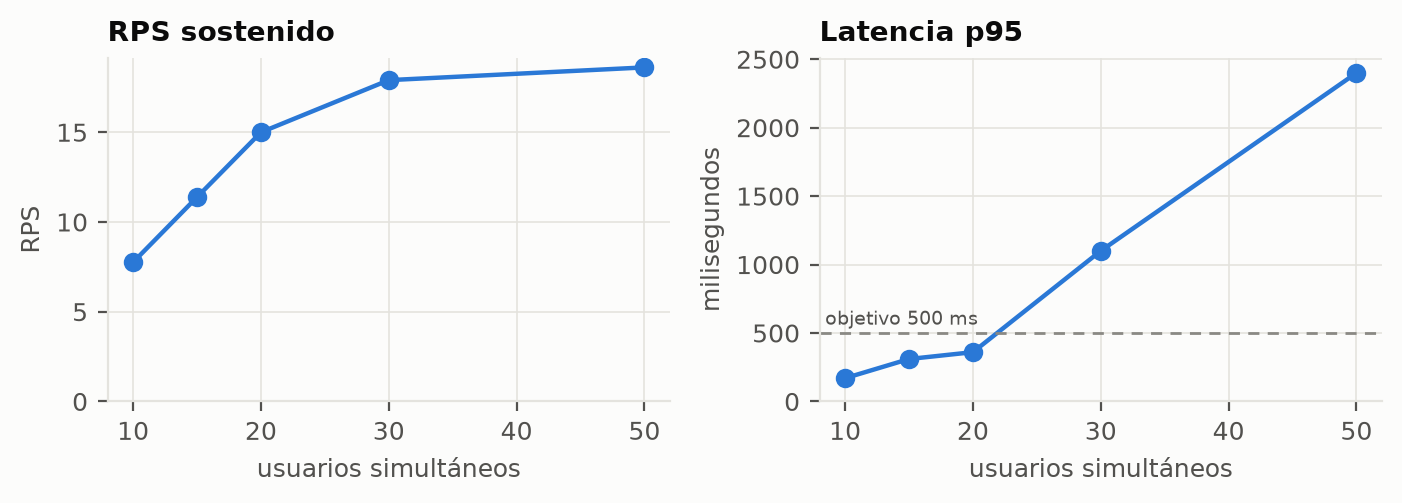 RPS sostenido
RPS
15
10
5
0
10 20 30 40 50
usuarios simultáneos
Latencia p95
milisegundos
2500
2000
1500
1000
500
0
objetivo 500 ms
10 20 30 40 50
usuarios simultáneos